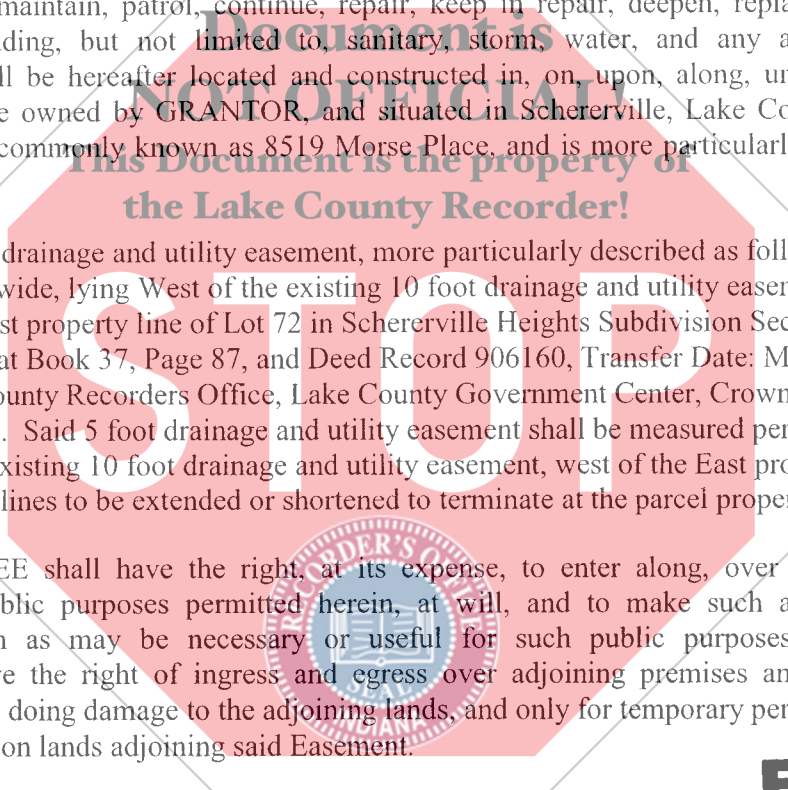 maintain, patrol, continue, repair, keep in repair, deepen, repla
ding, but not limited to, sanitary, storm, water, and any a
Document is
ll be hereafter located and constructed in, on, upon, along, un
NOT OFFICIAL!
e owned by GRANTOR, and situated in Schererville, Lake Co
commonly known as 8519 Morse Place, and is more particularl
This Document is the property of
the Lake County Recorder!
drainage and utility easement, more particularly described as foll
wide, lying West of the existing 10 foot drainage and utility easem
st property line of Lot 72 in Schererville Heights Subdivision Sec
at Book 37, Page 87, and Deed Record 906160, Transfer Date: M
ounty Recorders Office, Lake County Government Center, Crown
. Said 5 foot drainage and utility easement shall be measured per
xisting 10 foot drainage and utility easement, west of the East pro
lines to be extended or shortened to terminate at the parcel proper
STOP
EE shall have the right, at its expense, to enter along, over
blic purposes permitted herein, at will, and to make such a
n as may be necessary or useful for such public purposes
ve the right of ingress and egress over adjoining premises an
doing damage to the adjoining lands, and only for temporary per
on lands adjoining said Easement.
RECORDER'S OFFICE
SEAL
INDIANA